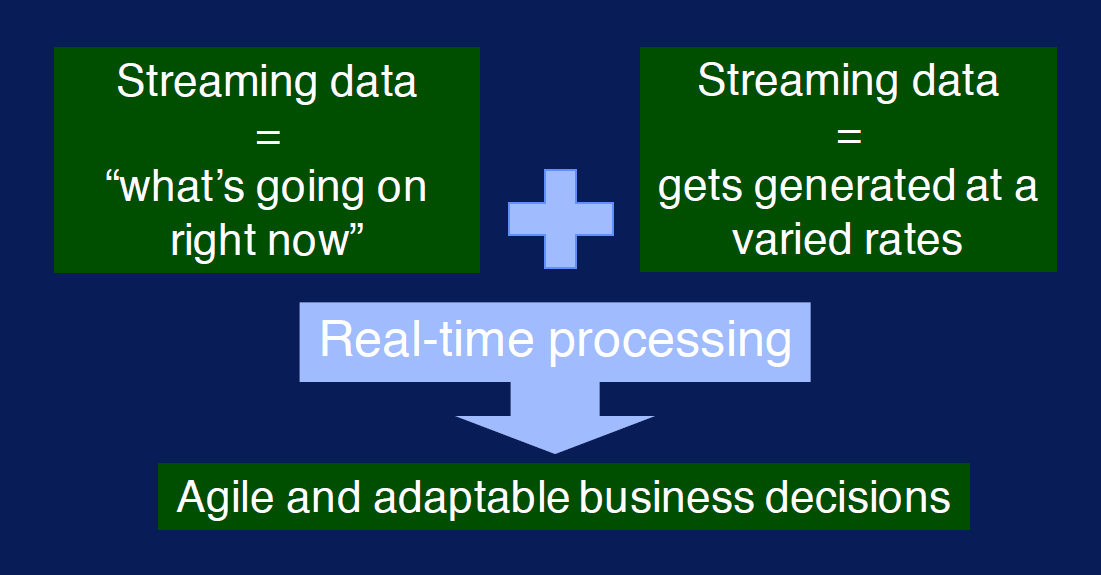 Streaming data
=
“what’s going on
right now”
Streaming data
=
gets generated at a
varied rates
Real-time processing
Agile and adaptable business decisions